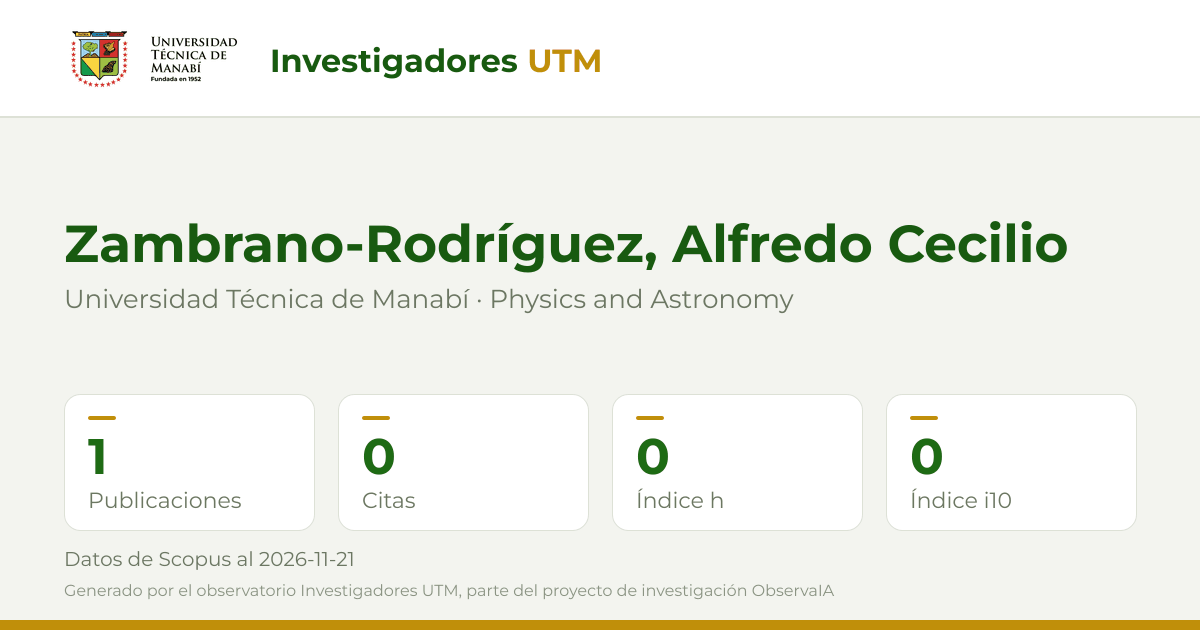 UNIVERSIDAD
TÉCNICA DE
MANABÍ
Fundada en 1952
Investigadores UTM
Zambrano-Rodríguez, Alfredo Cecilio
Universidad Técnica de Manabí · Physics and Astronomy
1
Publicaciones
0
Citas
0
Índice h
0
Índice i10
Datos de Scopus al 2026-11-21
Generado por el observatorio Investigadores UTM, parte del proyecto de investigación ObservaIA